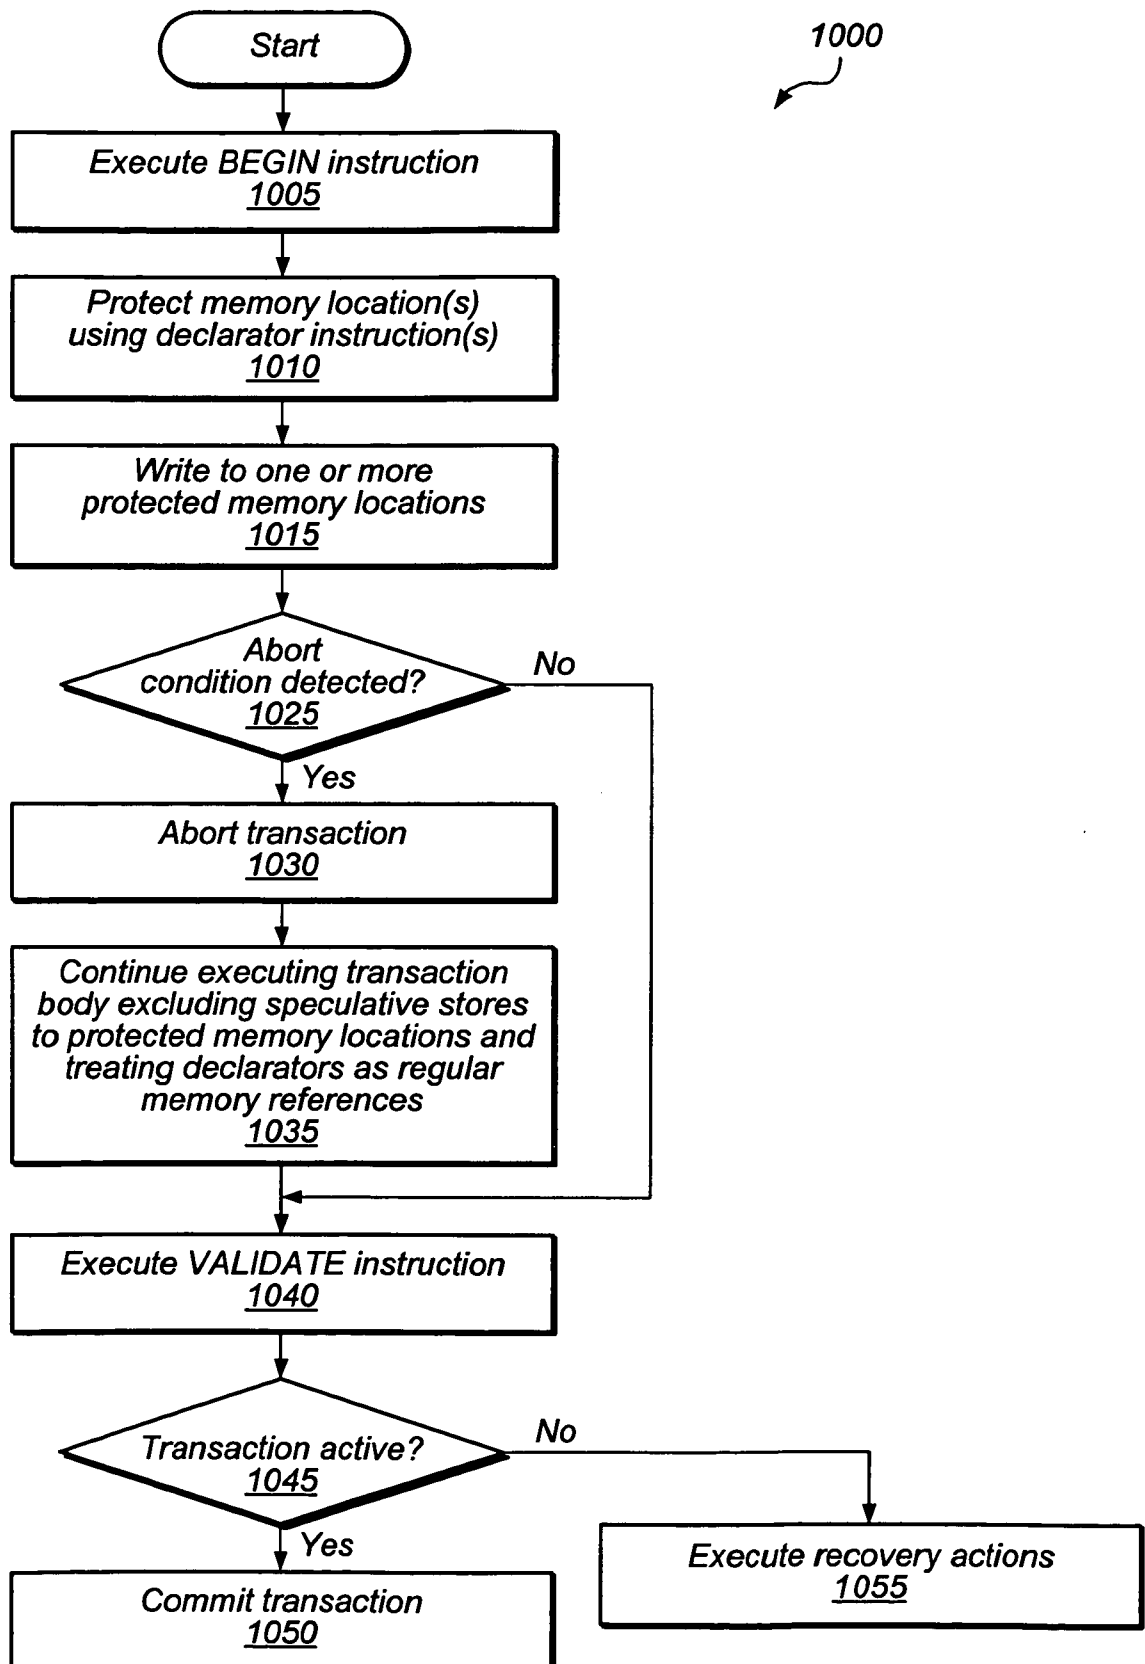 Start
1000
Execute BEGIN instruction
1005
Protect memory location(s)
using declarator instruction(s)
1010
Write to one or more
protected memory locations
1015
Abort
condition detected?
1025
No
Yes
Abort transaction
1030
Continue executing transaction
body excluding speculative stores
to protected memory locations and
treating declarators as regular
memory references
1035
Execute VALIDATE instruction
1040
Transaction active?
1045
No
Yes
Execute recovery actions
1055
Commit transaction
1050